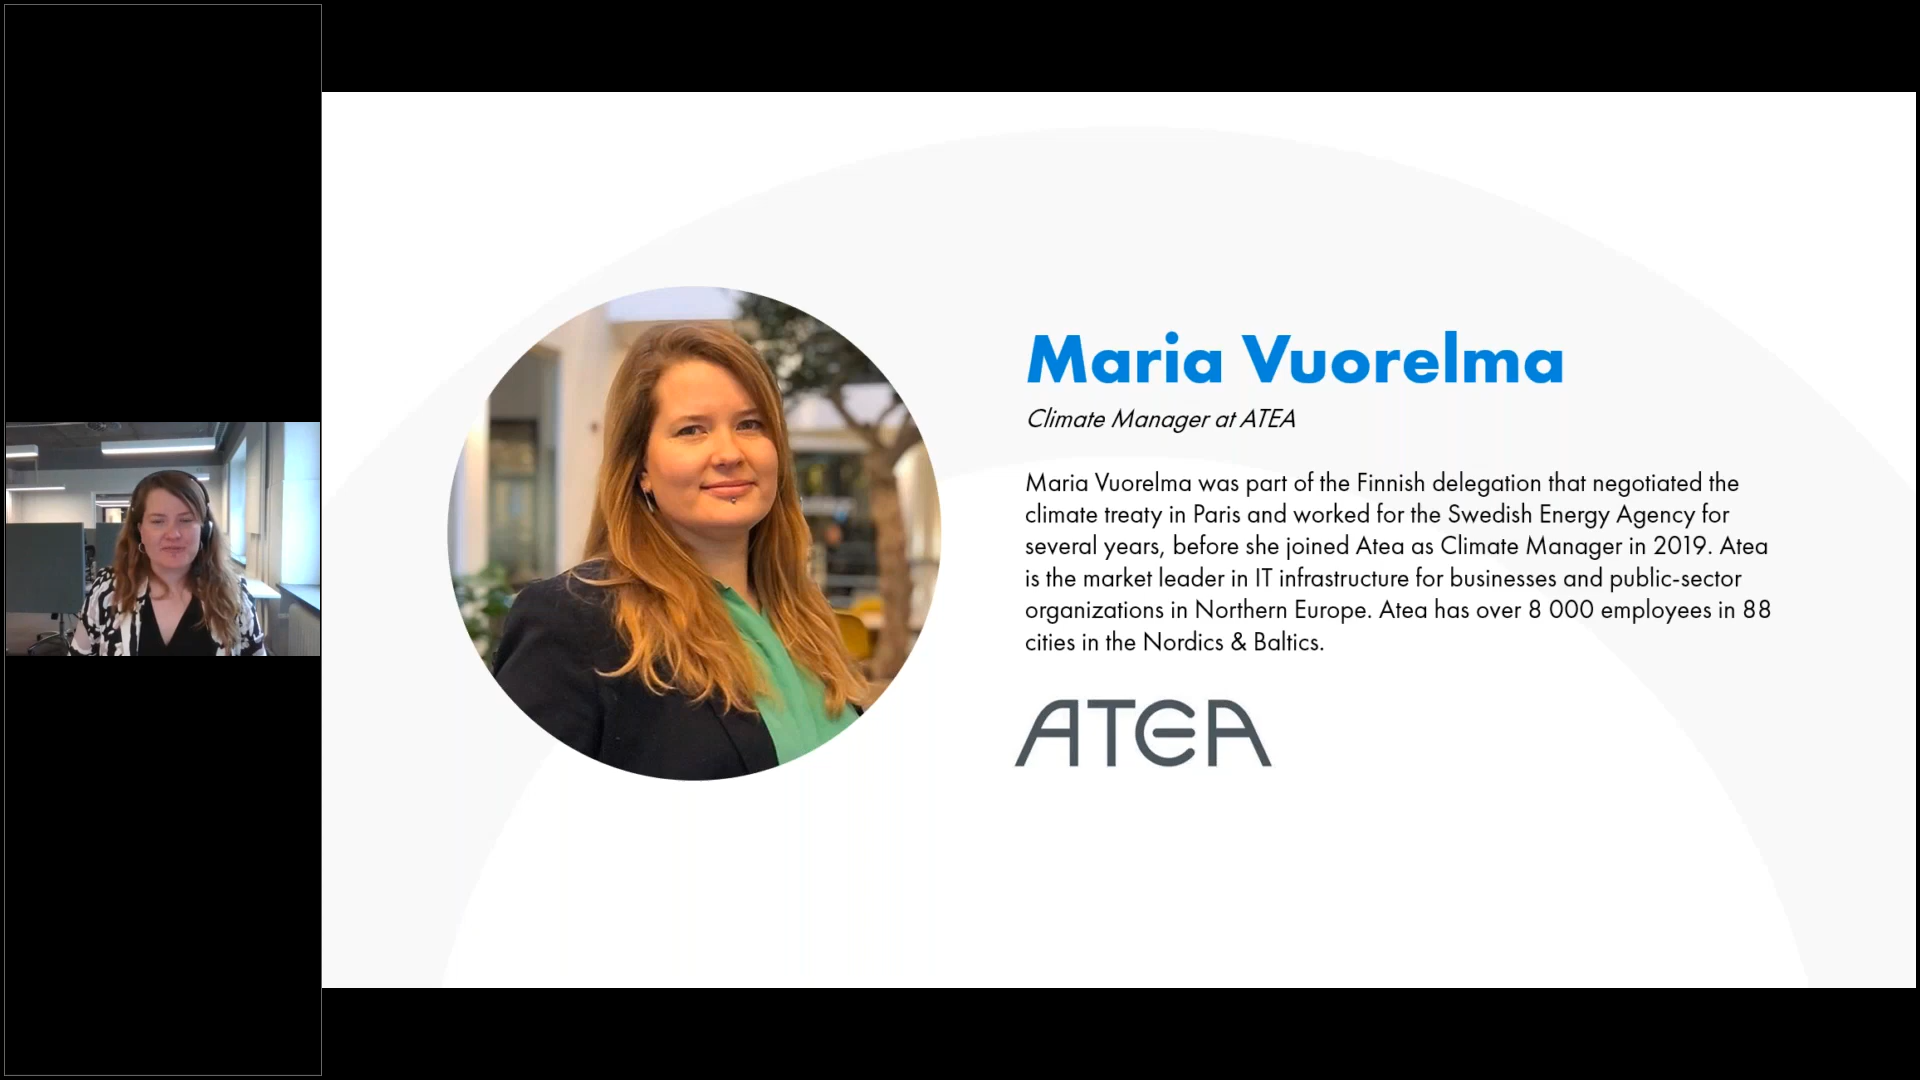 Maria Vuorelma
Climate Manager at ATEA
Maria Vuorelma was part of the Finnish delegation that negotiated the
climate treaty in Paris and worked for the Swedish Energy Agency for
several years, before she joined Atea as Climate Manager in 2019. Atea
is the market leader in IT infrastructure for businesses and public-sector
organizations in Northern Europe. Atea has over 8 000 employees in 88
cities in the Nordics & Baltics.
ATEA